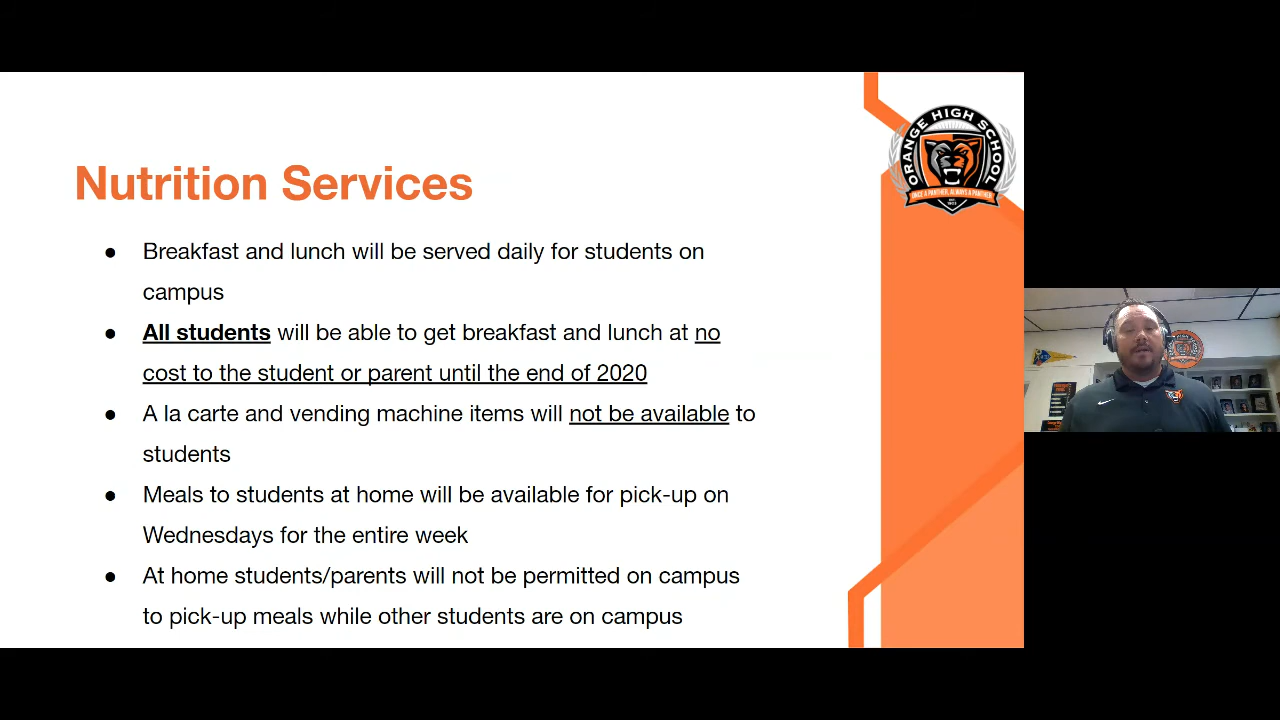 ORANGE HIGH SCHOOL
ONCE A PANTHER, ALWAYS A PANTHER
Nutrition Services
● Breakfast and lunch will be served daily for students on
campus
● All students will be able to get breakfast and lunch at no
cost to the student or parent until the end of 2020
● A la carte and vending machine items will not be available to
students
● Meals to students at home will be available for pick-up on
Wednesdays for the entire week
● At home students/parents will not be permitted on campus
to pick-up meals while other students are on campus